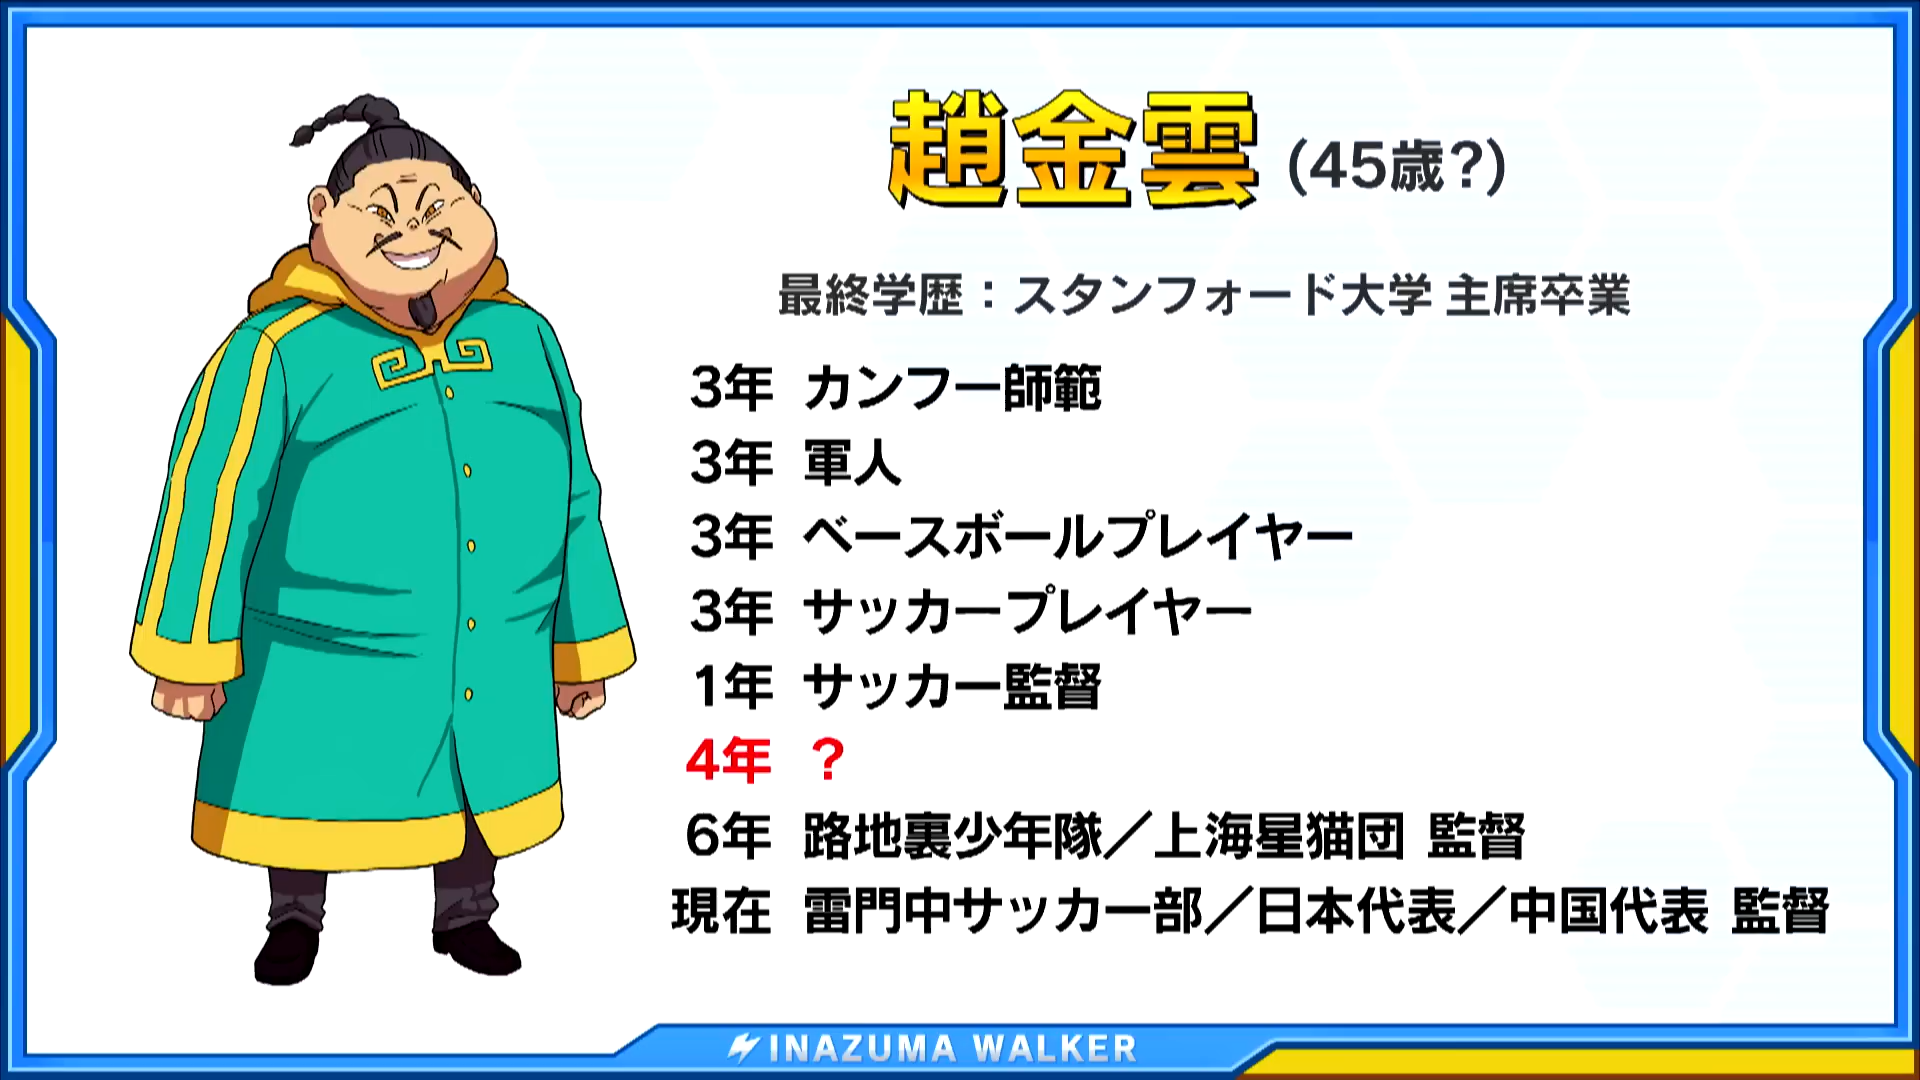 趙金雲 (45歳?)
最終学歴：スタンフォード大学 主席卒業
3年 カンフー師範
3年 軍人
3年 ベースボールプレイヤー
3年 サッカープレイヤー
1年 サッカー監督
4年 ？
6年 路地裏少年隊／上海星猫団 監督
現在 雷門中サッカー部／日本代表／中国代表 監督
INAZUMA WALKER